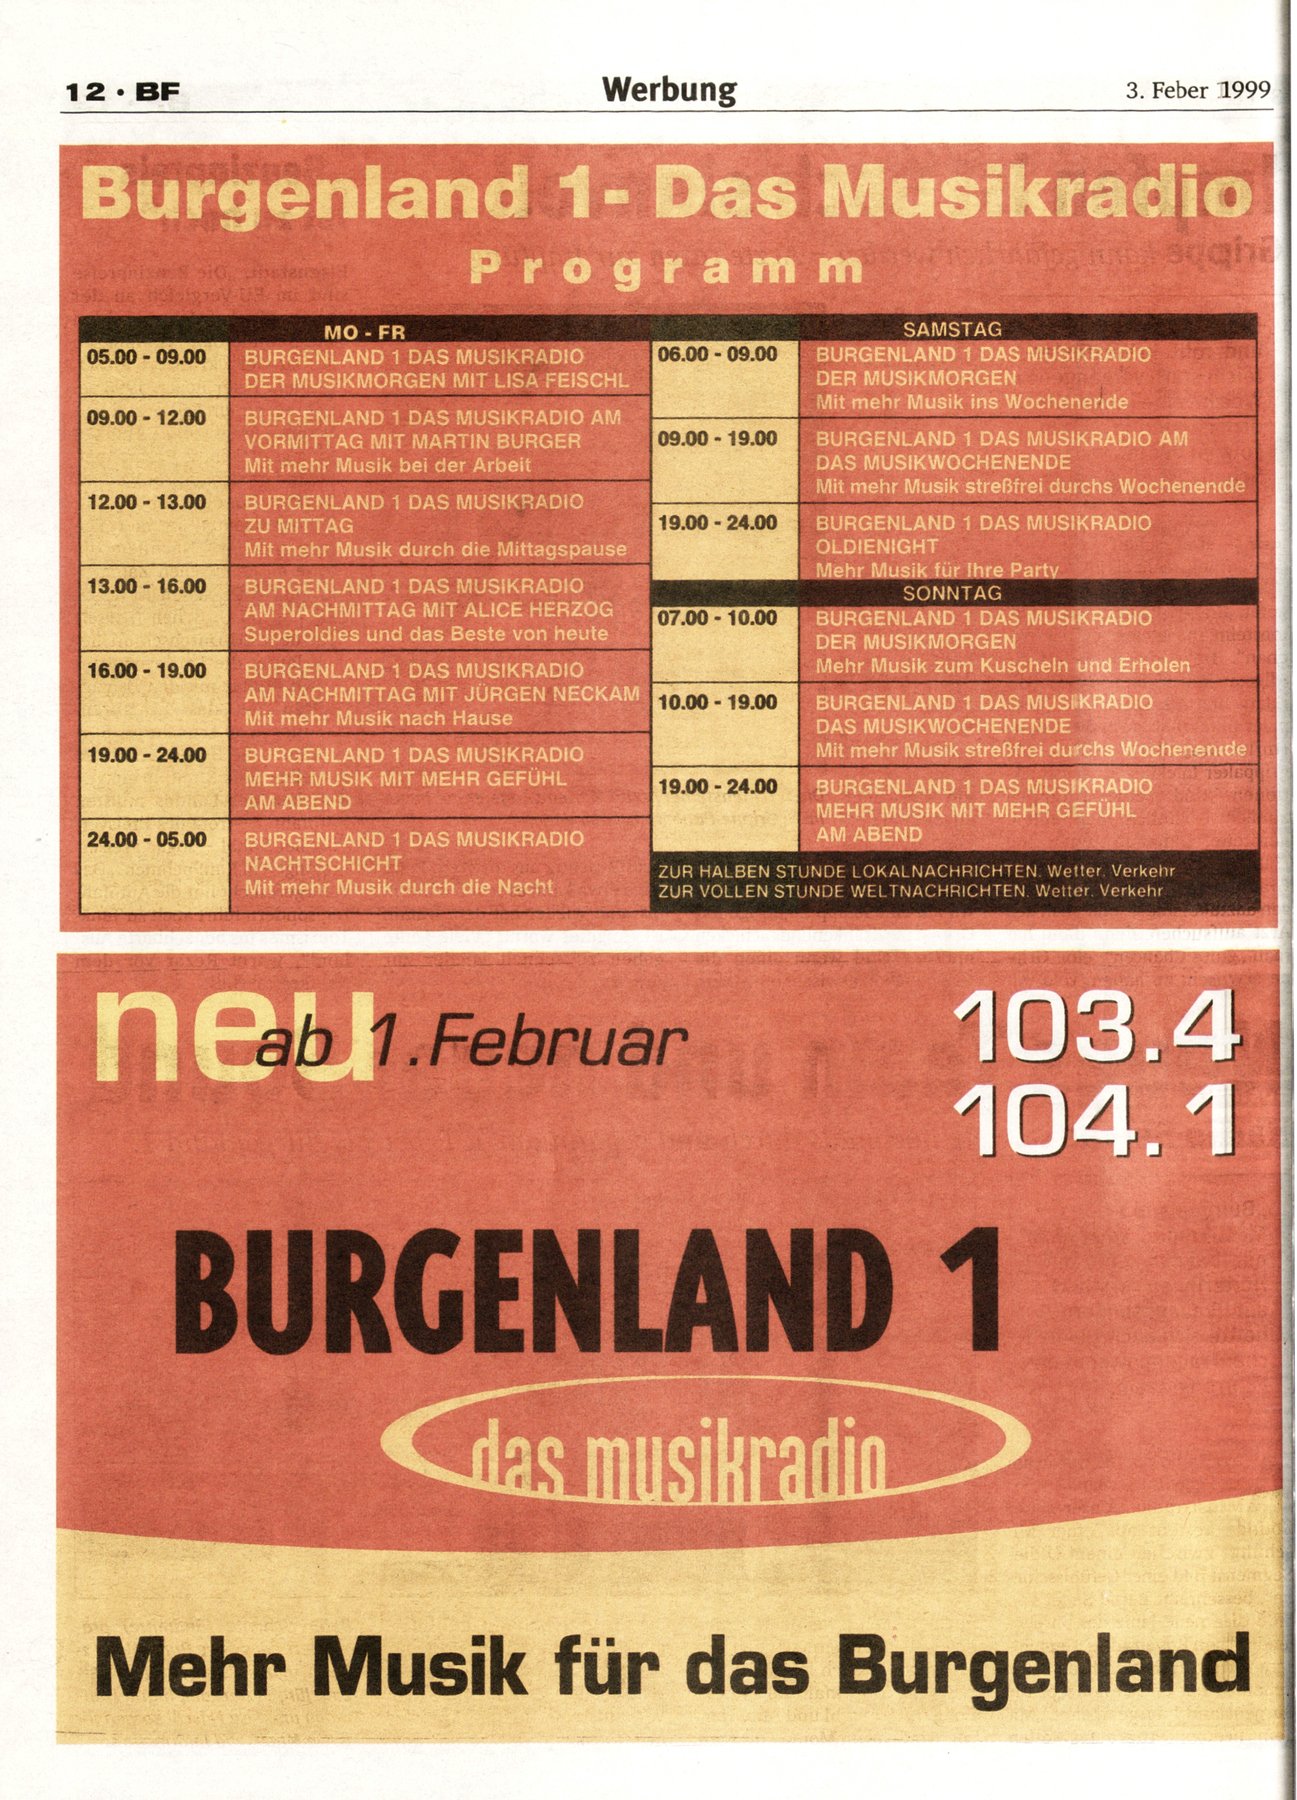 12 · BF
Werbung
3. Feber 1999
Burgenland 1- Das Musikradio
Programm
MO - FR
05.00 - 09.00
BURGENLAND 1 DAS MUSIKRADIO
DER MUSIKMORGEN MIT LISA FEISCHL
09.00 - 12.00
BURGENLAND 1 DAS MUSIKRADIO AM
VORMITTAG MIT MARTIN BURGER
Mit mehr Musik bei der Arbeit
12.00 - 13.00
BURGENLAND 1 DAS MUSIKRADIO
ZU MITTAG
Mit mehr Musik durch die Mittagspause
13.00 - 16.00
BURGENLAND 1 DAS MUSIKRADIO
AM NACHMITTAG MIT ALICE HERZOG
Superoldies und das Beste von heute
16.00 - 19.00
BURGENLAND 1 DAS MUSIKRADIO
AM NACHMITTAG MIT JÜRGEN NECKAM
Mit mehr Musik nach Hause
19.00 - 24.00
BURGENLAND 1 DAS MUSIKRADIO
MEHR MUSIK MIT MEHR GEFÜHL
AM ABEND
24.00 - 05.00
BURGENLAND 1 DAS MUSIKRADIO
NACHTSCHICHT
Mit mehr Musik durch die Nacht
SAMSTAG
06.00 - 09.00
BURGENLAND 1 DAS MUSIKRADIO
DER MUSIKMORGEN
Mit mehr Musik ins Wochenende
09.00 - 19.00
BURGENLAND 1 DAS MUSIKRADIO AM
DAS MUSIKWOCHENENDE
Mit mehr Musik streßfrei durchs Wochenende
19.00 - 24.00
BURGENLAND 1 DAS MUSIKRADIO
OLDIENIGHT
Mehr Musik für Ihre Party
SONNTAG
07.00 - 10.00
BURGENLAND 1 DAS MUSIKRADIO
DER MUSIKMORGEN
Mehr Musik zum Kuscheln und Erholen
10.00 - 19.00
BURGENLAND 1 DAS MUSIKRADIO
DAS MUSIKWOCHENENDE
Mit mehr Musik streßfrei durchs Wochenende
19.00 - 24.00
BURGENLAND 1 DAS MUSIKRADIO
MEHR MUSIK MIT MEHR GEFÜHL
AM ABEND
ZUR HALBEN STUNDE LOKALNACHRICHTEN. Wetter. Verkehr
ZUR VOLLEN STUNDE WELTNACHRICHTEN. Wetter. Verkehr
neu ab 1.Februar
103.4
104.1
BURGENLAND 1
das musikradio
Mehr Musik für das Burgenland